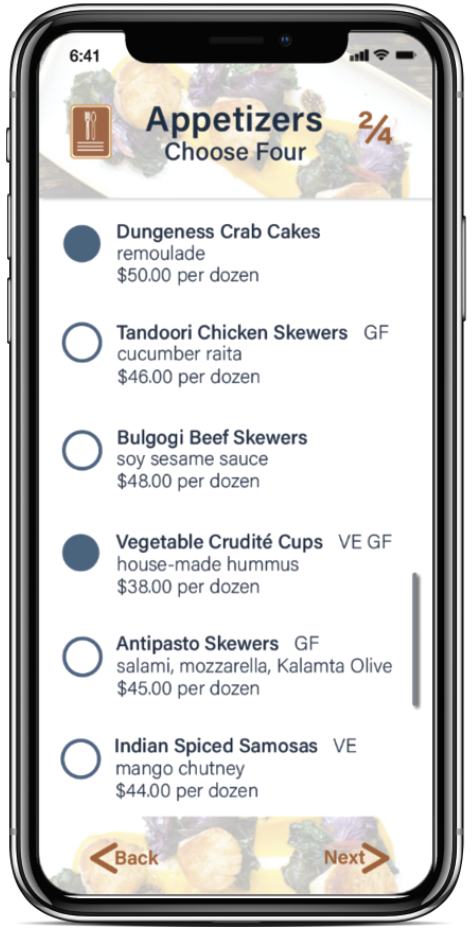 6:41
Appetizers
2/4
Choose Four
Dungeness Crab Cakes
remoulade
$50.00 per dozen
Tandoori Chicken Skewers GF
cucumber raita
$46.00 per dozen
Bulgogi Beef Skewers
soy sesame sauce
$48.00 per dozen
Vegetable Crudité Cups VE GF
house-made hummus
$38.00 per dozen
Antipasto Skewers GF
salami, mozzarella, Kalamta Olive
$45.00 per dozen
Indian Spiced Samosas VE
mango chutney
$44.00 per dozen
Back Next